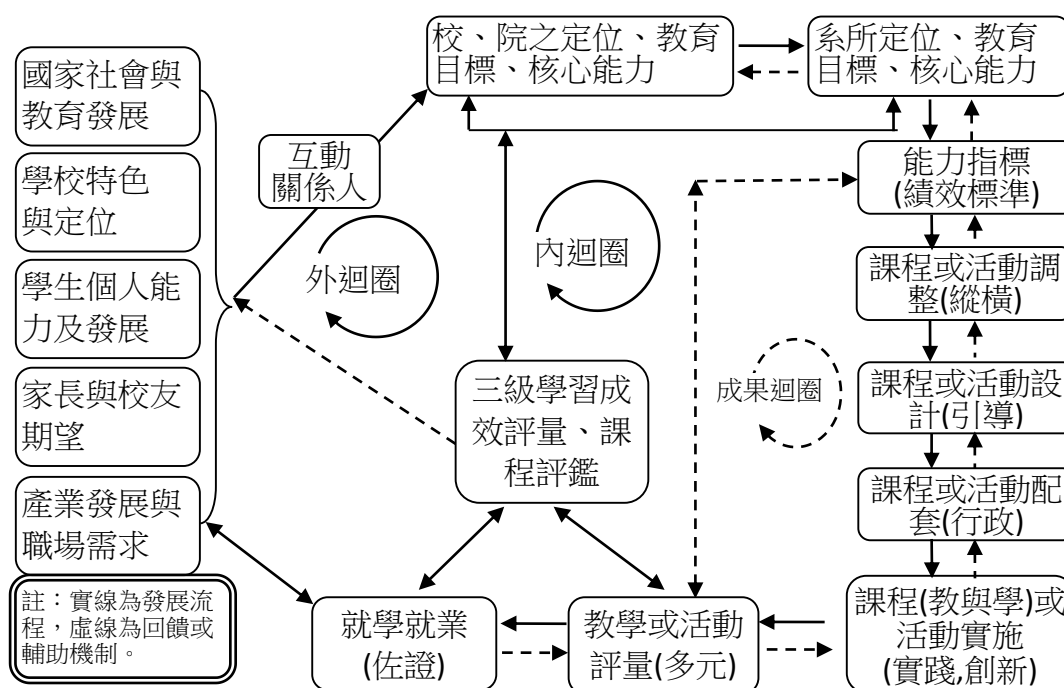 國家社會與
教育發展
學校特色
與定位
學生個人能
力及發展
家長與校友
期望
產業發展與
職場需求
註：實線為發展流
程，虛線為回饋或
輔助機制。
互動
關係人
外迴圈
校、院之定位、教育
目標、核心能力
系所定位、教育
目標、核心能力
內迴圈
三級學習成
效評量、課
程評鑑
成果迴圈
能力指標
(績效標準)
課程或活動調
整(縱橫)
課程或活動設
計(引導)
課程或活動配
套(行政)
課程(教與學)或
活動實施
(實踐,創新)
教學或活動
評量(多元)
就學就業
(佐證)